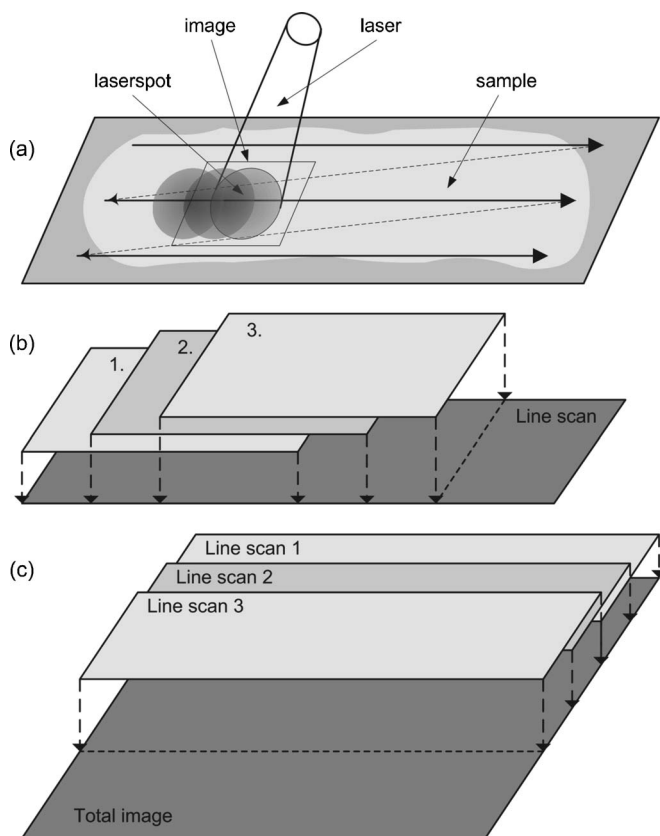 image
laser
laserspot
sample
(a)
(b)
1.
2.
3.
Line scan
(c)
Line scan 1
Line scan 2
Line scan 3
Total image